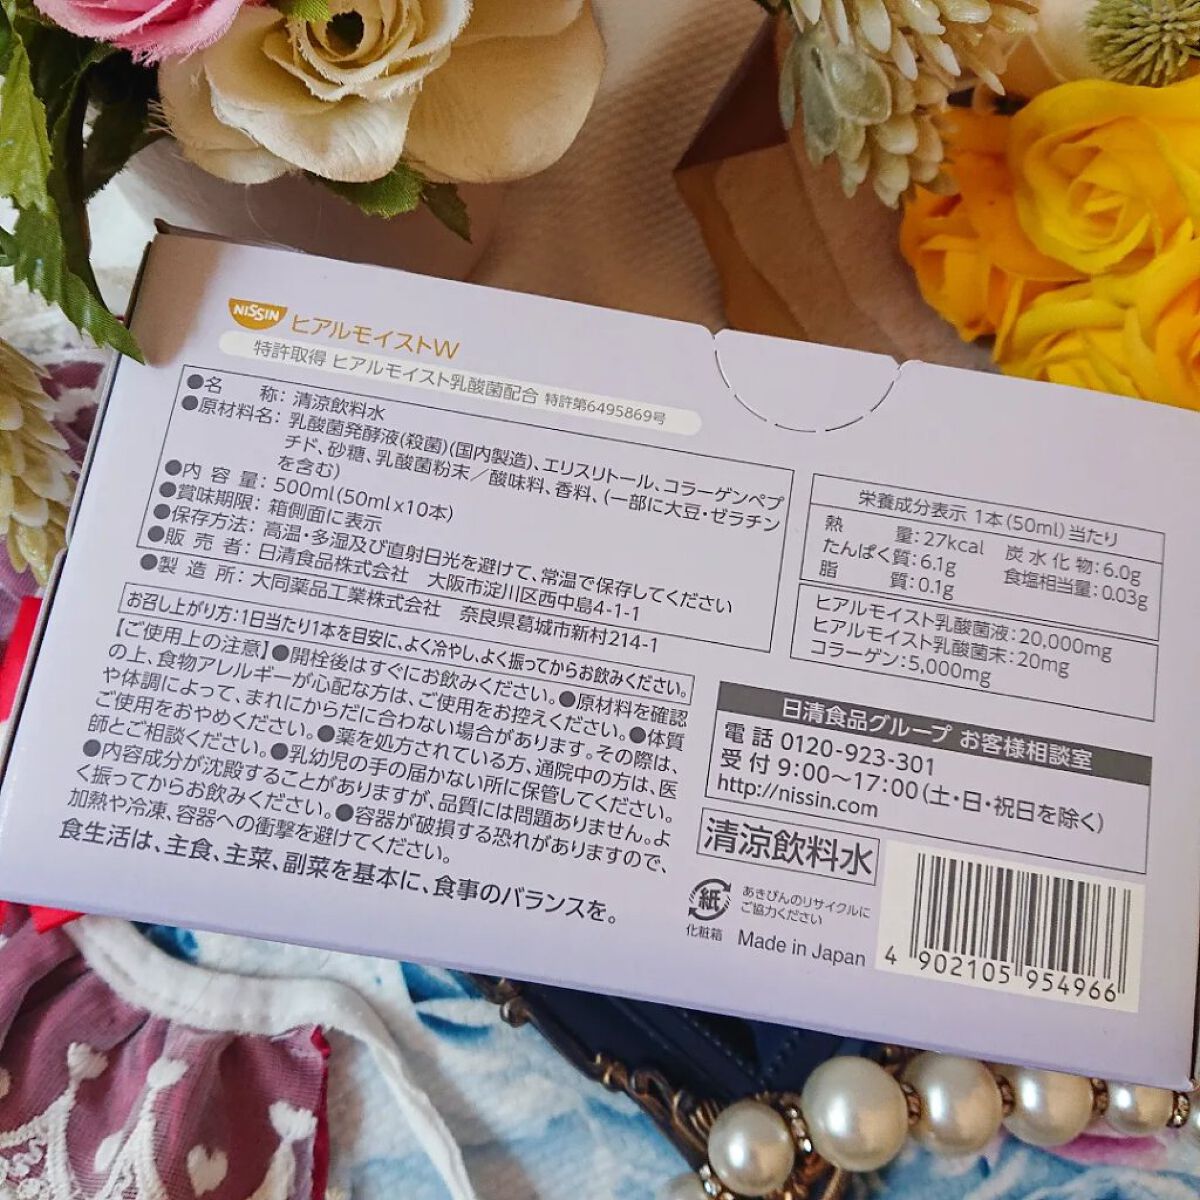 NISSIN ヒアルモイストW
特許取得 ヒアルモイスト乳酸菌配合 特許第6495869号
●名　　称：清涼飲料水
●原材料名：乳酸菌発酵液(殺菌)(国内製造)、エリスリトール、コラーゲンペプ
チド、砂糖、乳酸菌粉末／酸味料、香料、(一部に大豆・ゼラチン
を含む)
●内 容 量：500ml(50ml×10本)
●賞味期限：箱側面に表示
●保存方法：高温・多湿及び直射日光を避けて、常温で保存してください
●販 売 者：日清食品株式会社　大阪市淀川区西中島4-1-1
●製 造 所：大同薬品工業株式会社　奈良県葛城市新村214-1
お召し上がり方：1日当たり1本を目安に、よく冷やし、よく振ってからお飲みください。
【ご使用上の注意】●開栓後はすぐにお飲みください。●原材料を確認
の上、食物アレルギーが心配な方は、ご使用をお控えください。●体質
や体調によって、まれにからだに合わない場合があります。その際は、
ご使用をおやめください。●薬を処方されている方、通院中の方は、医
師とご相談ください。●乳幼児の手の届かない所に保管してください。
●内容成分が沈殿することがありますが、品質には問題ありません。よ
く振ってからお飲みください。●容器が破損する恐れがありますので、
加熱や冷凍、容器への衝撃を避けてください。
食生活は、主食、主菜、副菜を基本に、食事のバランスを。
栄養成分表示 1本(50ml)当たり
熱　　量：27kcal　炭 水 化 物：6.0g
たんぱく質：6.1g　食塩相当量：0.03g
脂　　質：0.1g
ヒアルモイスト乳酸菌液：20,000mg
ヒアルモイスト乳酸菌末：20mg
コラーゲン：5,000mg
日清食品グループ お客様相談室
電 話 0120-923-301
受 付 9:00～17:00(土・日・祝日を除く)
http://nissin.com
清涼飲料水
紙
化粧箱
あきびんのリサイクルに
ご協力ください
Made in Japan
4 902105 954966